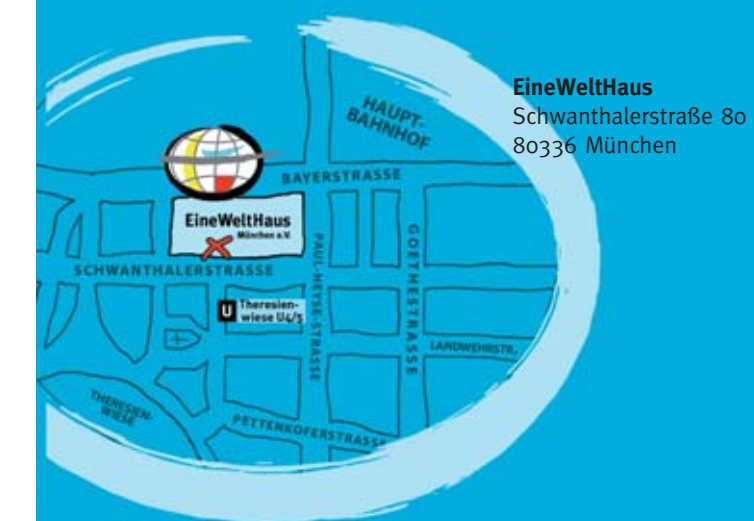 EineWeltHaus
Schwanthalerstraße 80
80336 München
HAUPT-
BAHNHOF
BAYERSTRASSE
EineWeltHaus
München e.V.
SCHWANTHALERSTRASSE
PAUL-HEYSE-STRASSE
GOETHESTRASSE
U
Theresien-
wiese U4/5
LANDWEHRSTR.
THERESIEN-
WIESE
PETTENKOFERSTRASSE